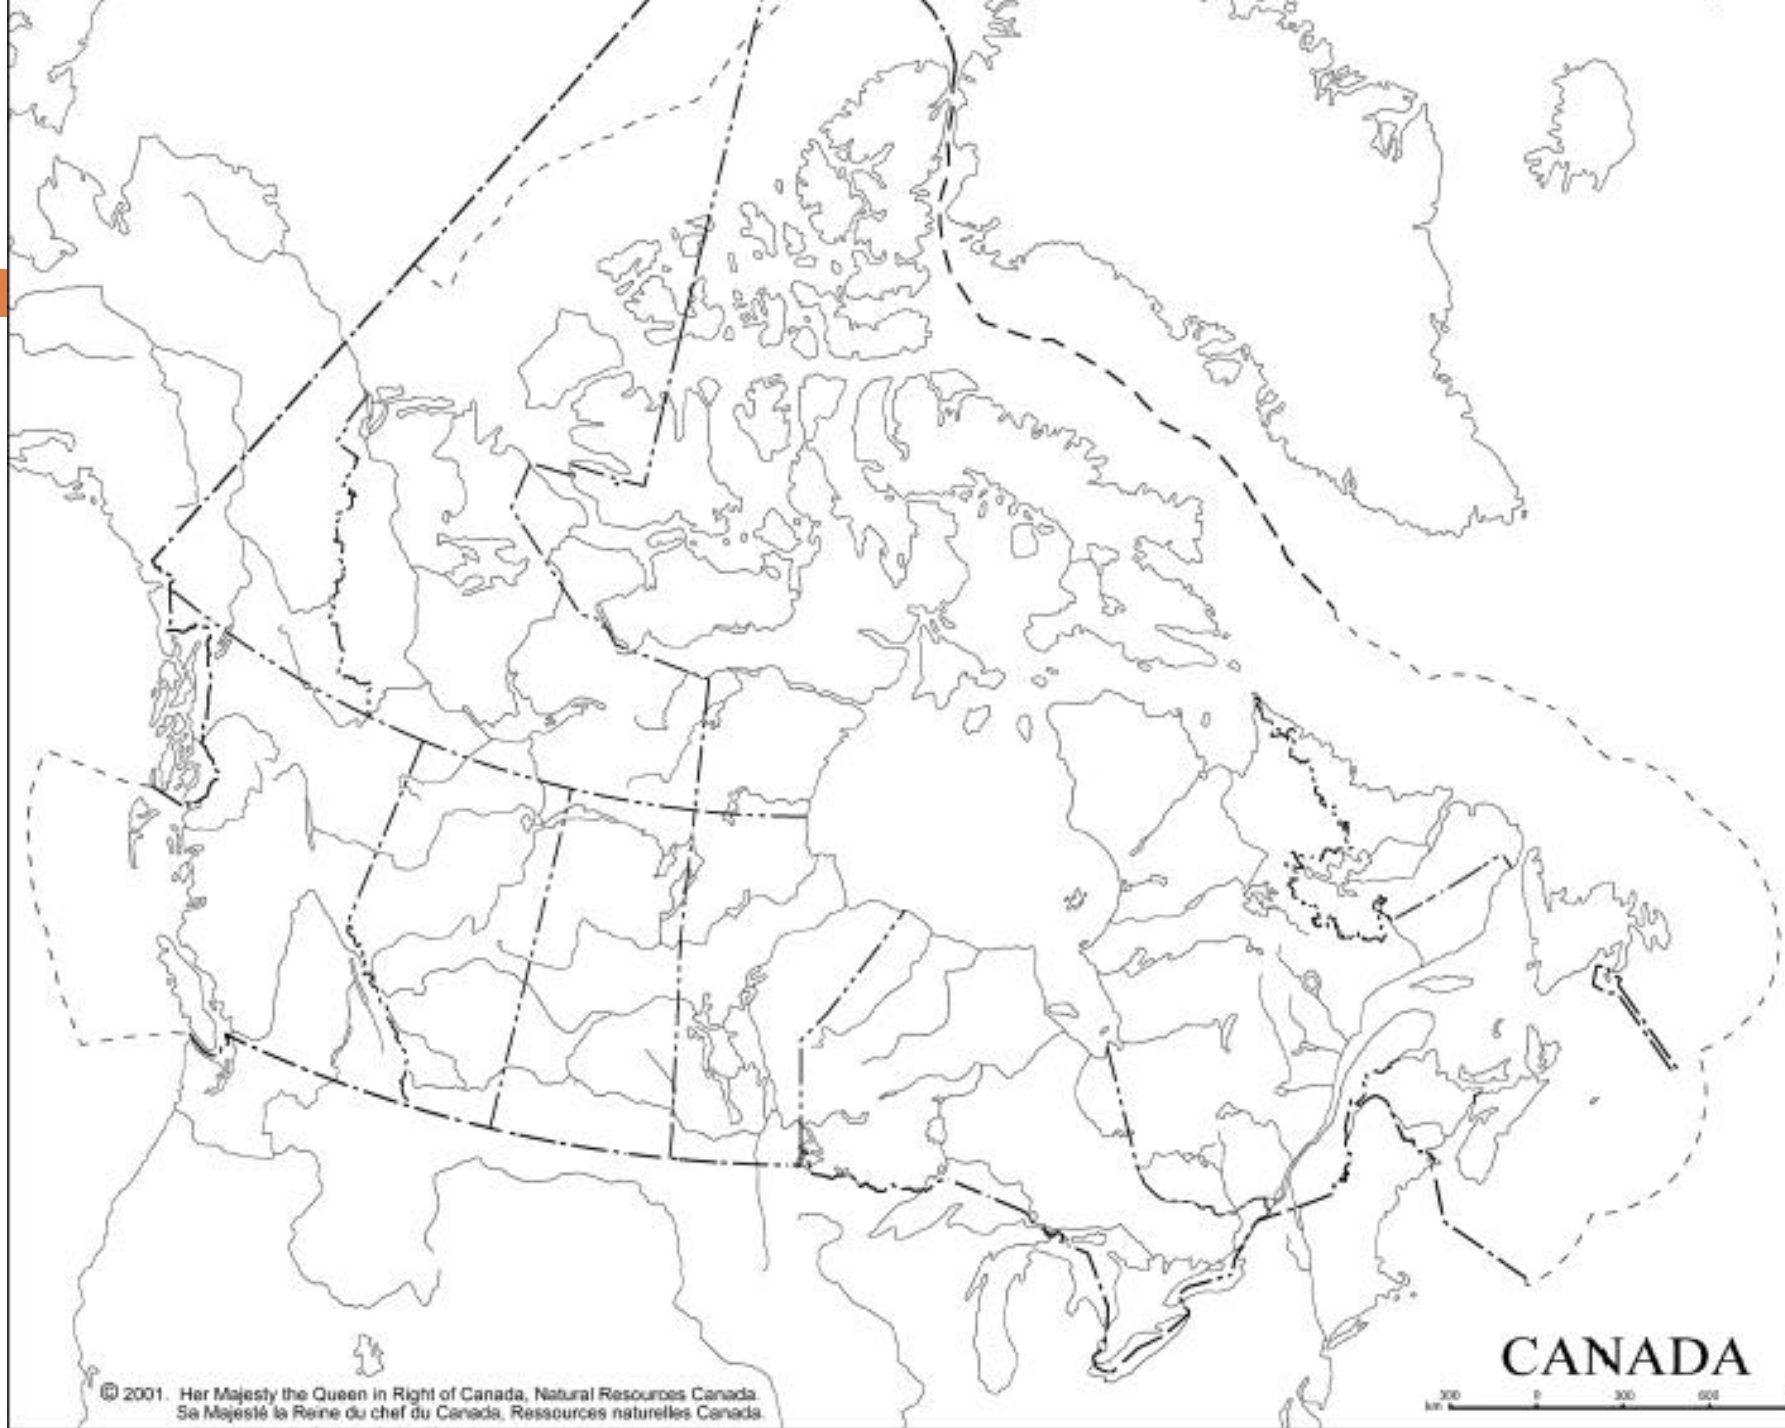 CANADA
300 0 300 600
km
© 2001. Her Majesty the Queen in Right of Canada, Natural Resources Canada.
Sa Majesté la Reine du chef du Canada, Ressources naturelles Canada.